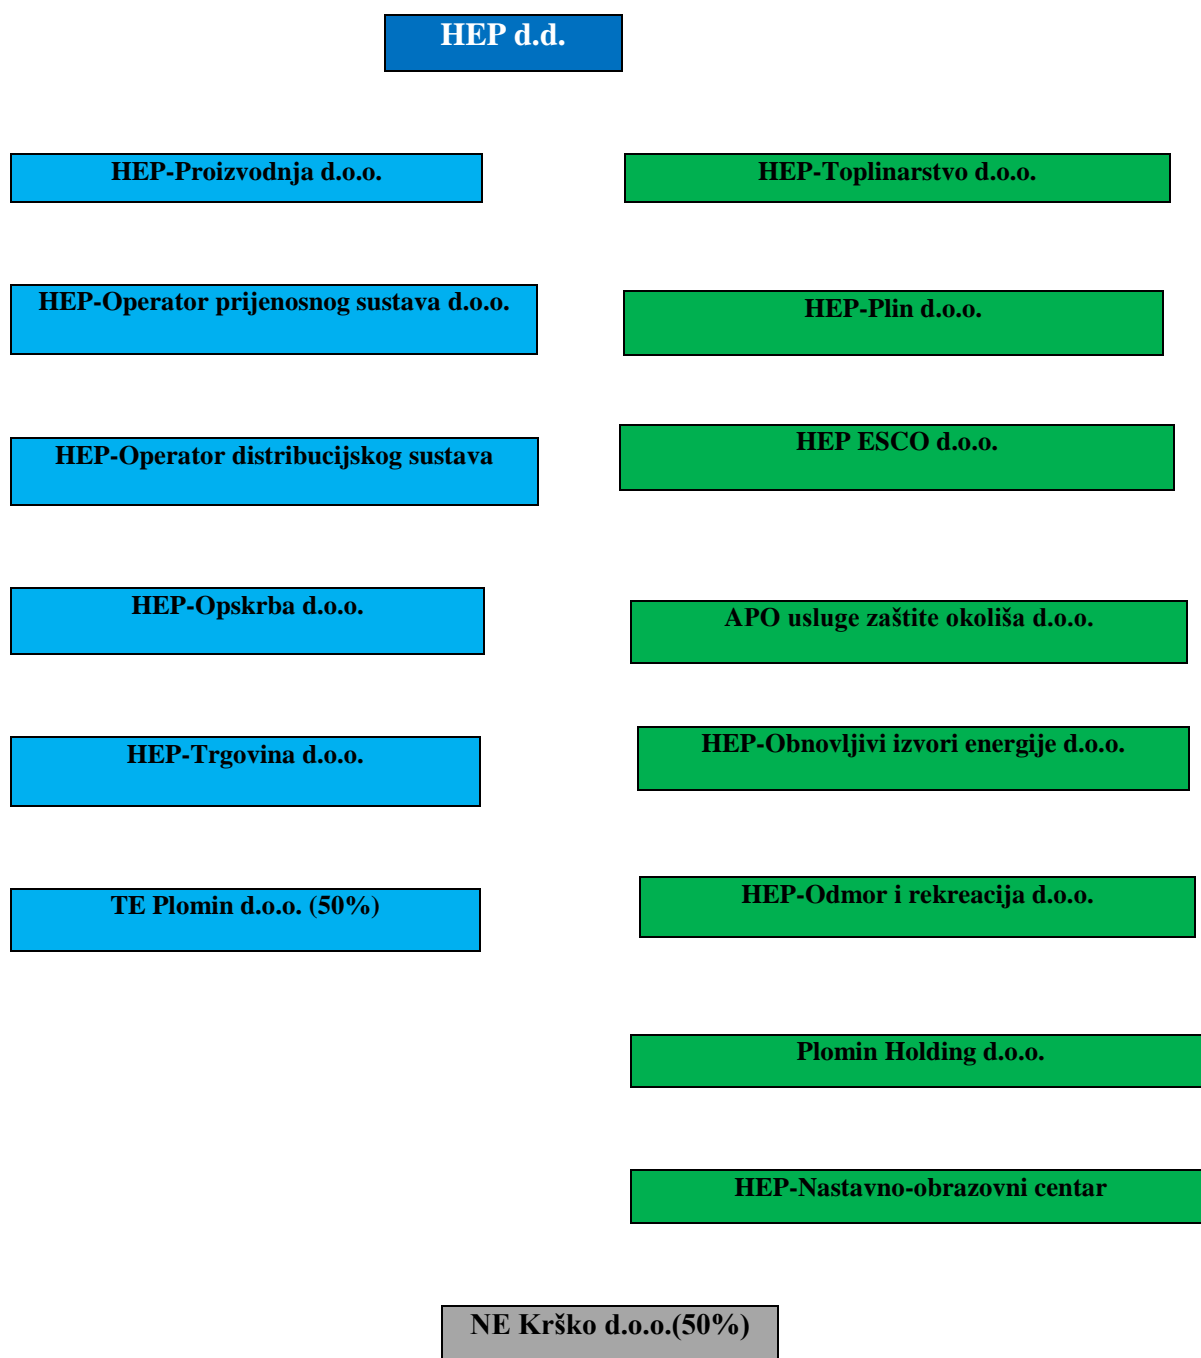 HEP d.d.
HEP-Proizvodnja d.o.o.
HEP-Toplinarstvo d.o.o.
HEP-Operator prijenosnog sustava d.o.o.
HEP-Plin d.o.o.
HEP-Operator distribucijskog sustava
HEP ESCO d.o.o.
HEP-Opskrba d.o.o.
APO usluge zaštite okoliša d.o.o.
HEP-Trgovina d.o.o.
HEP-Obnovljivi izvori energije d.o.o.
TE Plomin d.o.o. (50%)
HEP-Odmor i rekreacija d.o.o.
Plomin Holding d.o.o.
HEP-Nastavno-obrazovni centar
NE Krško d.o.o.(50%)